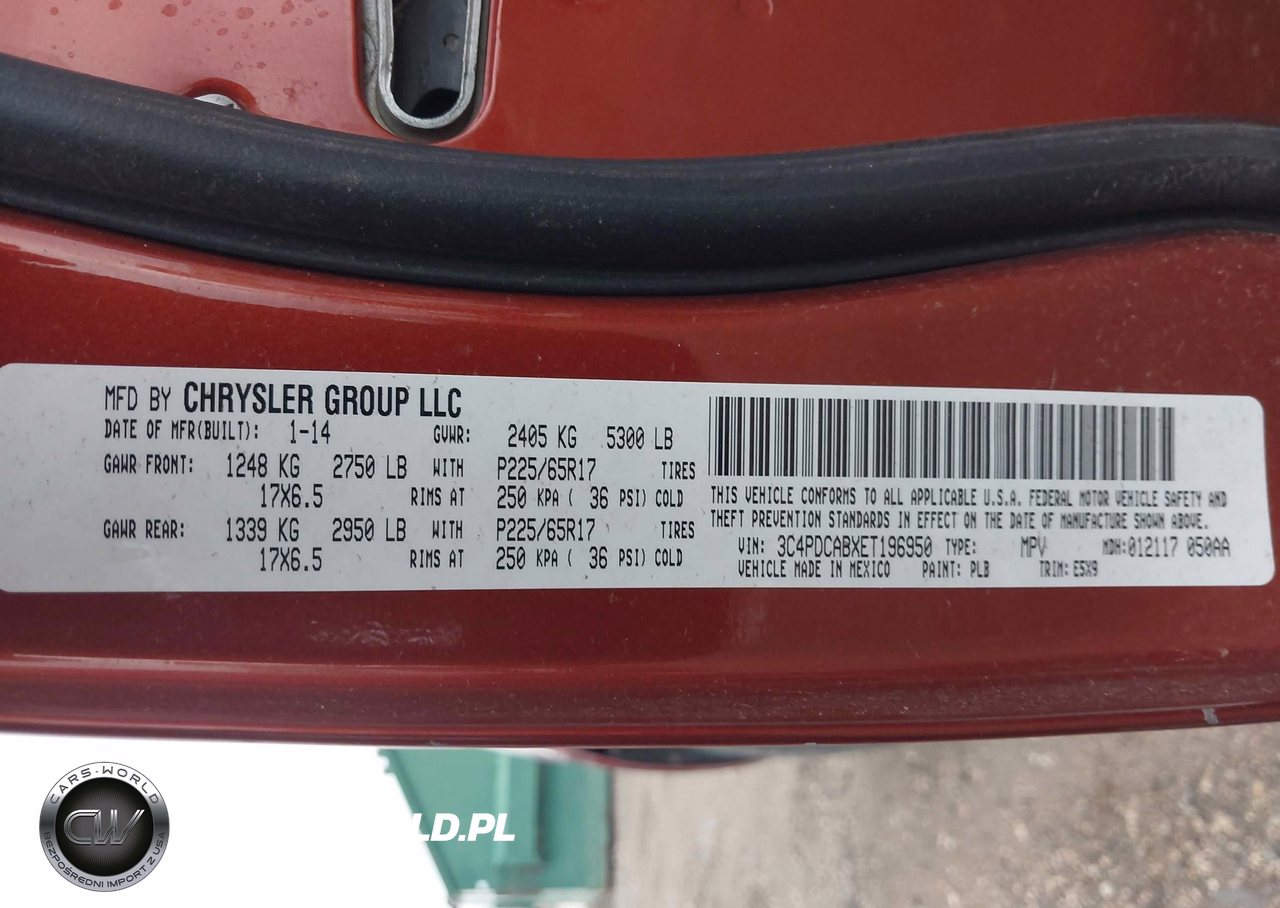 MFD BY CHRYSLER GROUP LLC
DATE OF MFR(BUILT): 1-14 GVWR: 2405 KG 5300 LB
GAWR FRONT: 1248 KG 2750 LB WITH P225/65R17 TIRES
17X6.5 RIMS AT 250 KPA ( 36 PSI) COLD
GAWR REAR: 1339 KG 2950 LB WITH P225/65R17 TIRES
17X6.5 RIMS AT 250 KPA ( 36 PSI) COLD
THIS VEHICLE CONFORMS TO ALL APPLICABLE U.S.A. FEDERAL MOTOR VEHICLE SAFETY AND
THEFT PREVENTION STANDARDS IN EFFECT ON THE DATE OF MANUFACTURE SHOWN ABOVE.
VIN: 3C4PDCABXET196950 TYPE: MPV MDH:012117 050AA
VEHICLE MADE IN MEXICO PAINT: PLB TRIM: E5X9
CARS-WORLD
CW
BEZPOŚREDNI IMPORT Z USA
LD.PL